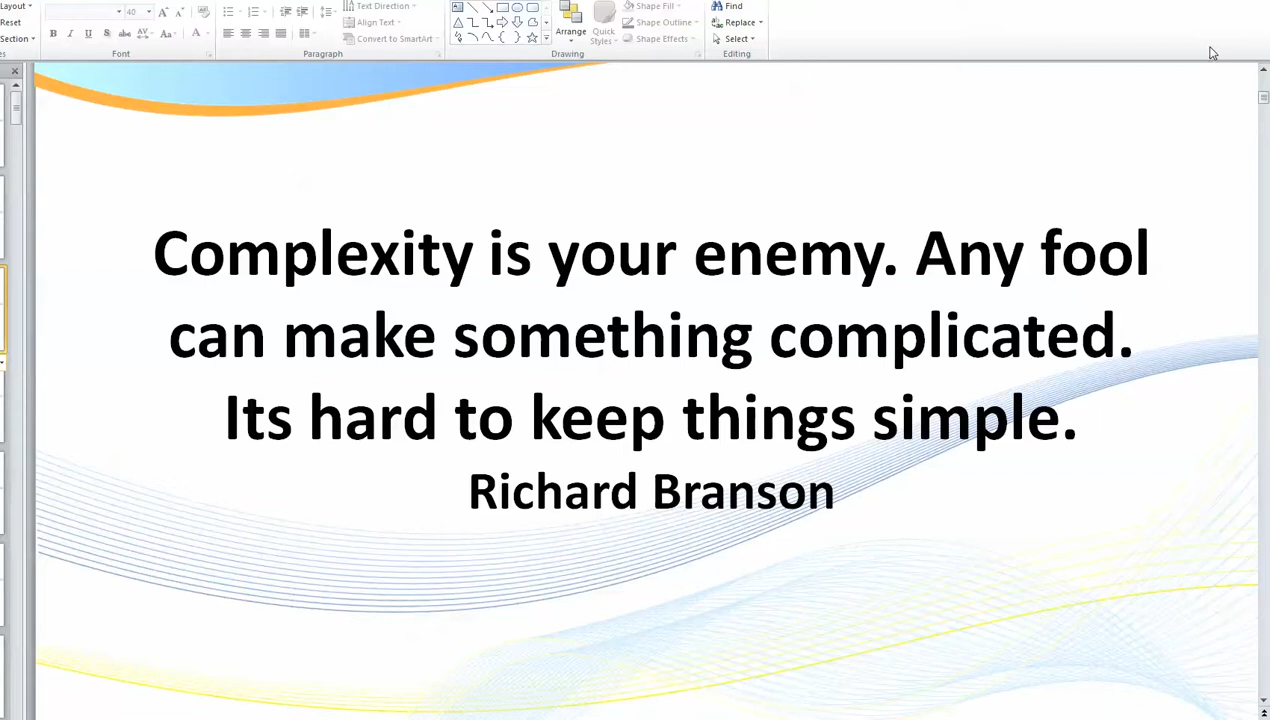 Layout
Reset
Section
40
Text Direction
Align Text
Convert to SmartArt
Arrange
Quick Styles
Shape Fill
Shape Outline
Shape Effects
Find
Replace
Select
Font
Paragraph
Drawing
Editing
Complexity is your enemy. Any fool
can make something complicated.
Its hard to keep things simple.
Richard Branson